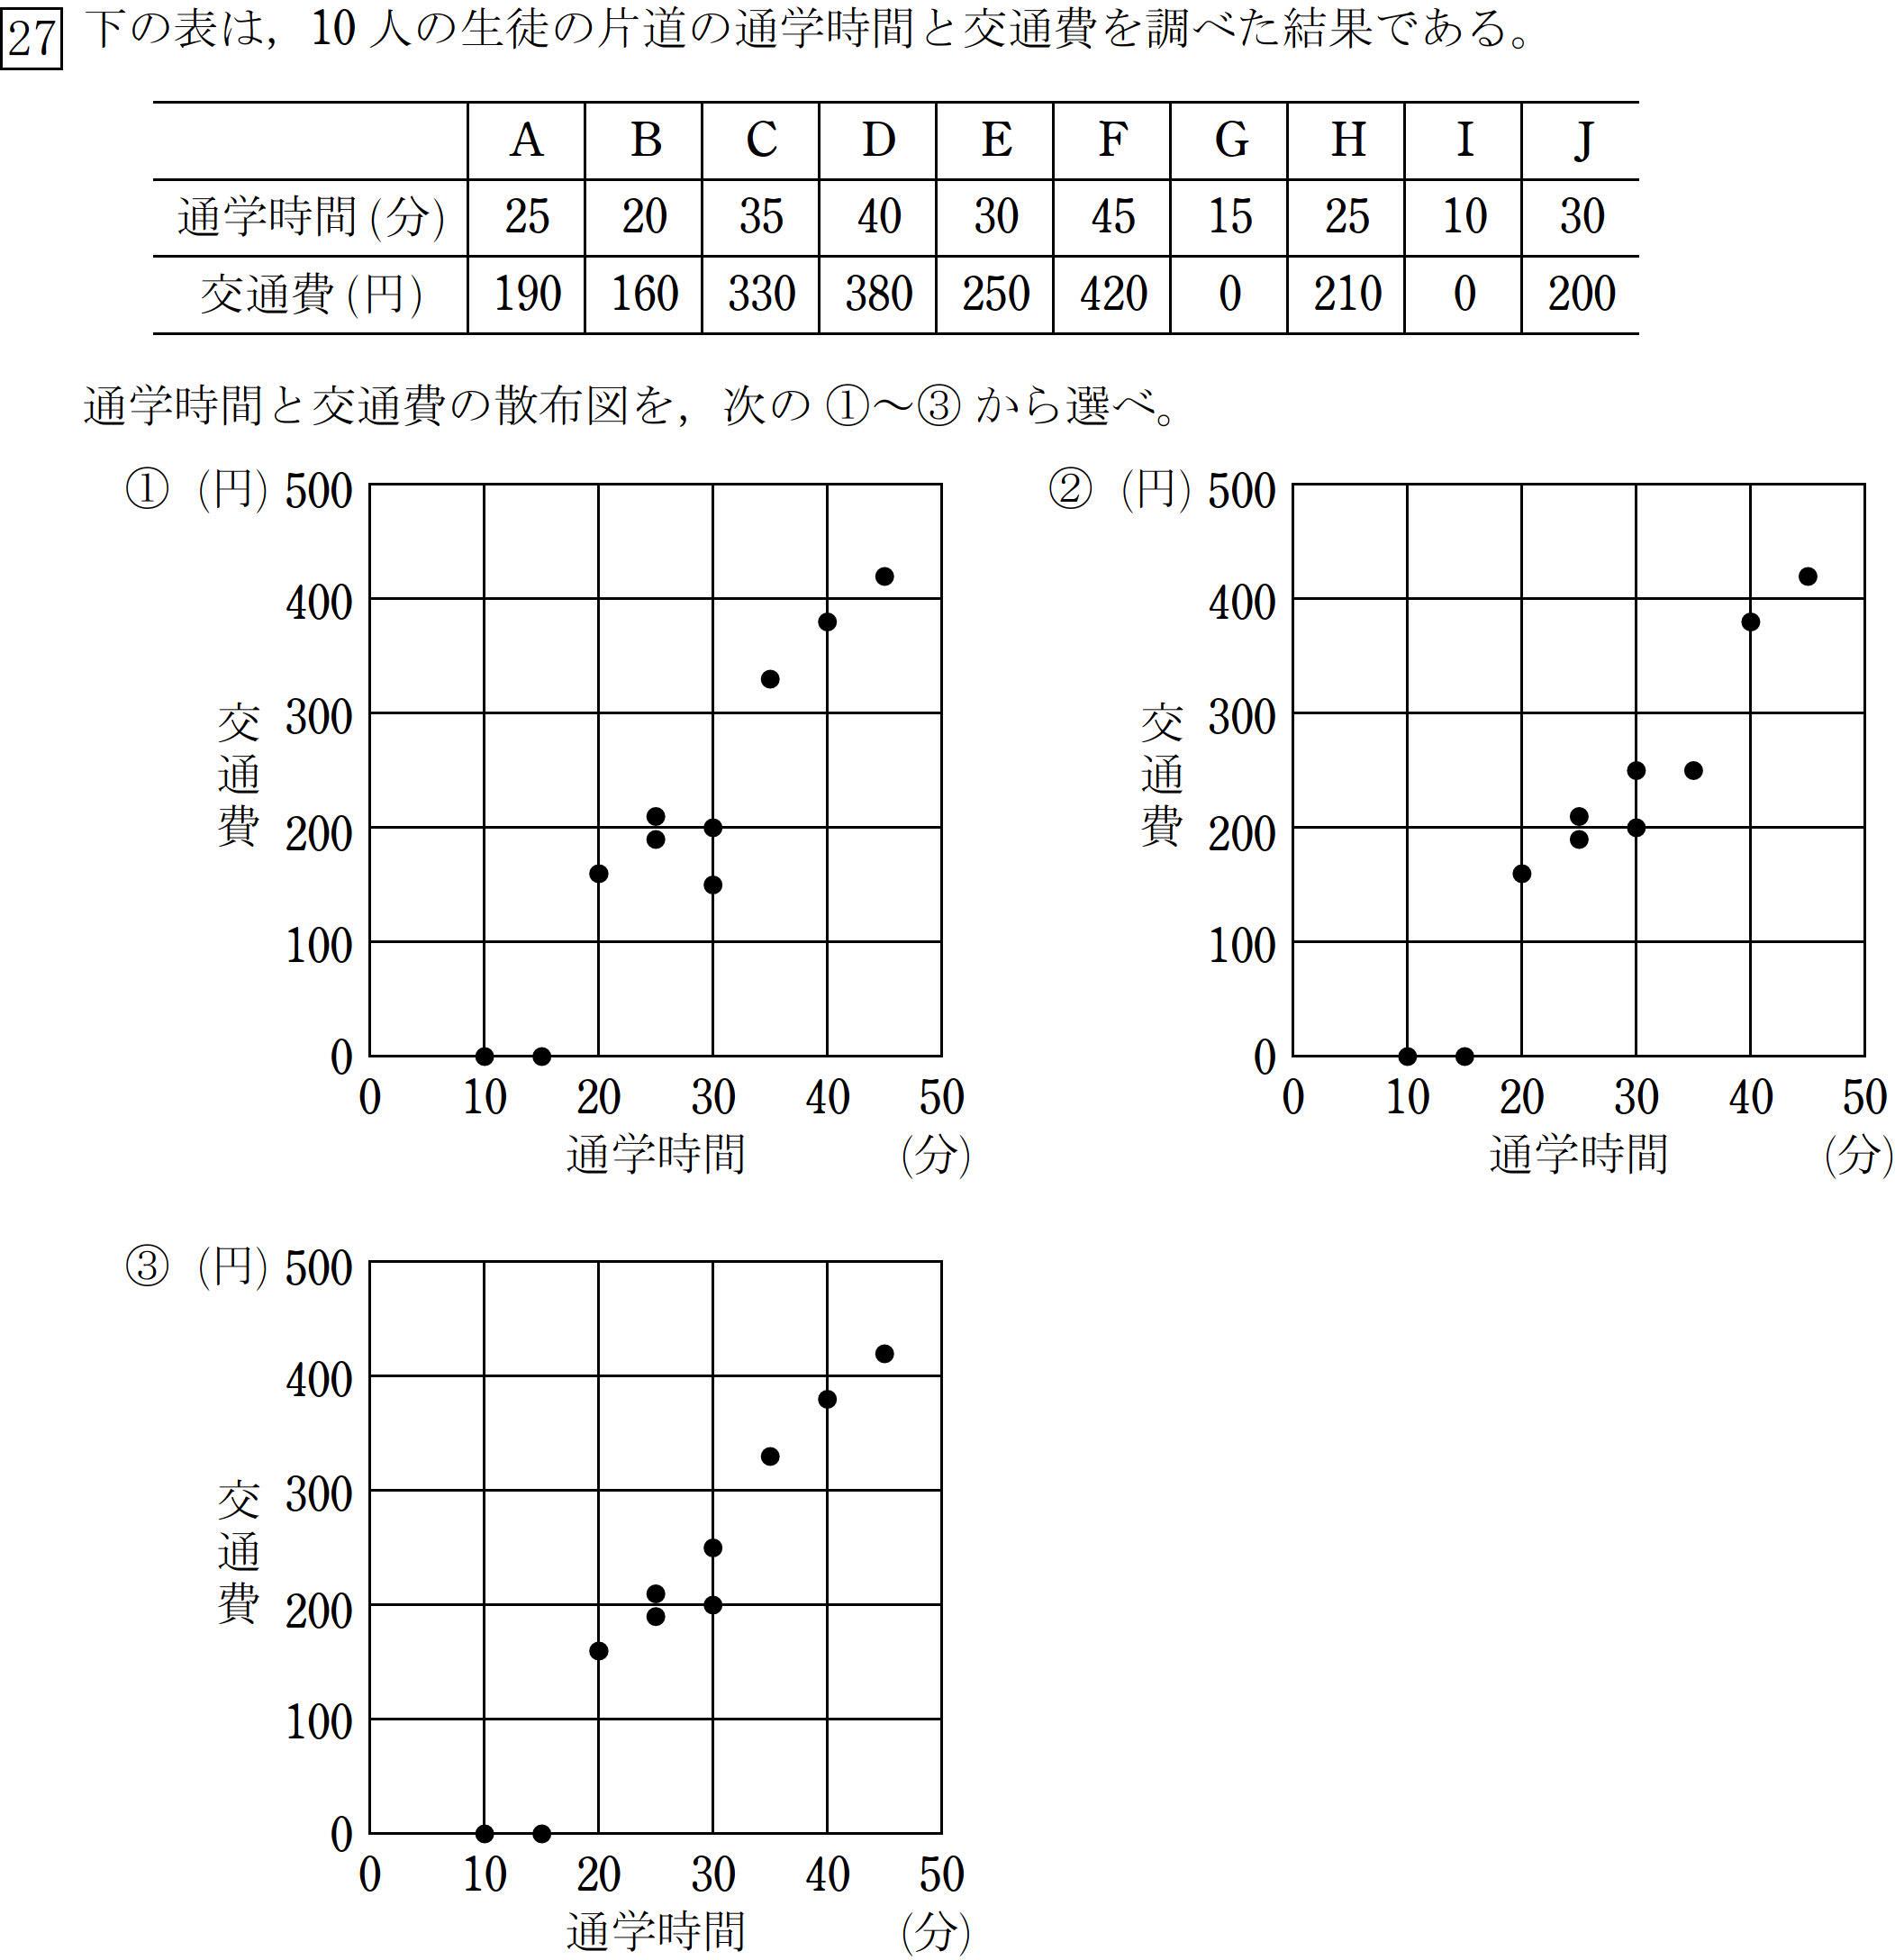 27 下の表は，10 人の生徒の片道の通学時間と交通費を調べた結果である。
A B C D E F G H I J
通学時間 (分) 25 20 35 40 30 45 15 25 10 30
交通費 (円) 190 160 330 380 250 420 0 210 0 200
通学時間と交通費の散布図を，次の ①～③ から選べ。
① (円) 500
400
300
200
100
0
交通費
0 10 20 30 40 50
通学時間 (分)
② (円) 500
400
300
200
100
0
交通費
0 10 20 30 40 50
通学時間 (分)
③ (円) 500
400
300
200
100
0
交通費
0 10 20 30 40 50
通学時間 (分)